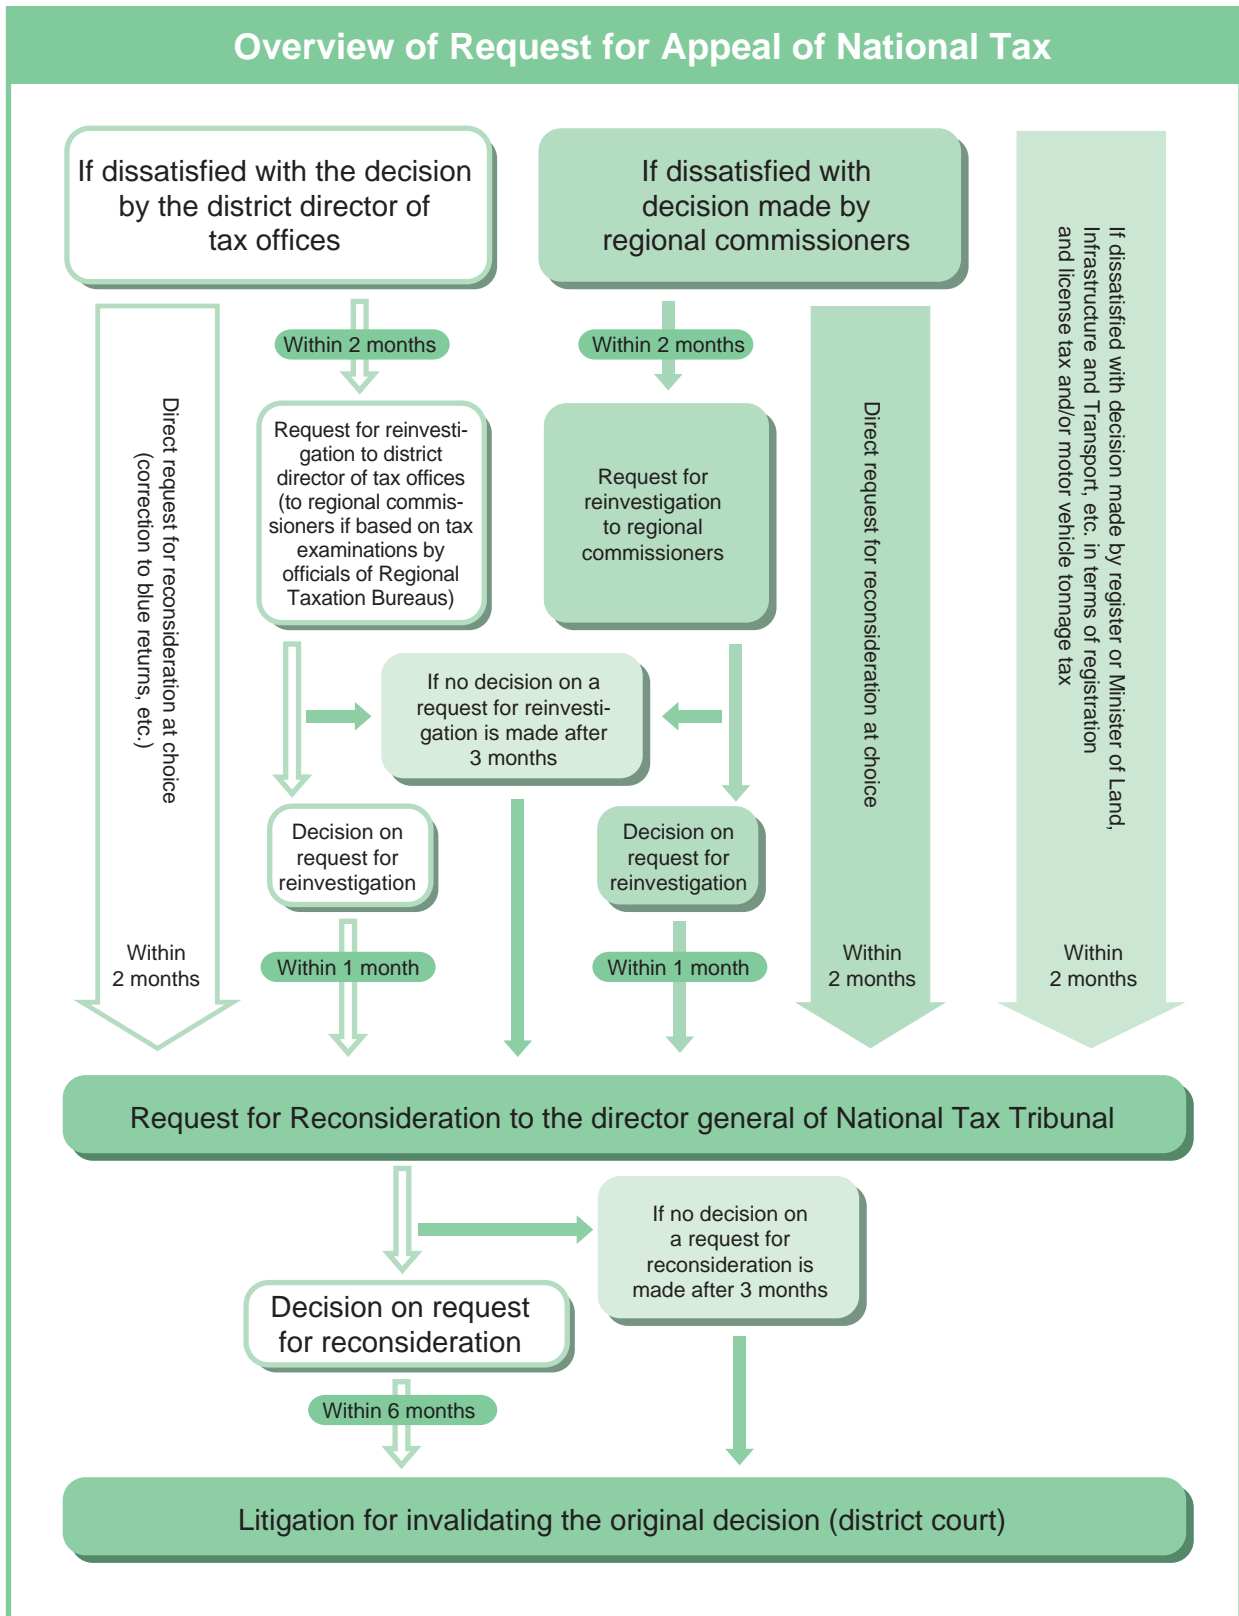 Overview of Request for Appeal of National Tax
If dissatisfied with the decision
by the district director of
tax offices
If dissatisfied with
decision made by
regional commissioners
If dissatisfied with decision made by register or Minister of Land,
Infrastructure and Transport, etc. in terms of registration
and license tax and/or motor vehicle tonnage tax
Within
2 months
Direct request for reconsideration at choice
(correction to blue returns, etc.)
Within
2 months
Within 2 months
Within 2 months
Direct request for reconsideration at choice
Within
2 months
Request for reinvesti-
gation to district
director of tax offices
(to regional commis-
sioners if based on tax
examinations by
officials of Regional
Taxation Bureaus)
Request for
reinvestigation
to regional
commissioners
If no decision on a
request for reinvesti-
gation is made after
3 months
Decision on
request for
reinvestigation
Decision on
request for
reinvestigation
Within 1 month
Within 1 month
Request for Reconsideration to the director general of National Tax Tribunal
If no decision on
a request for
reconsideration is
made after 3 months
Decision on request
for reconsideration
Within 6 months
Litigation for invalidating the original decision (district court)